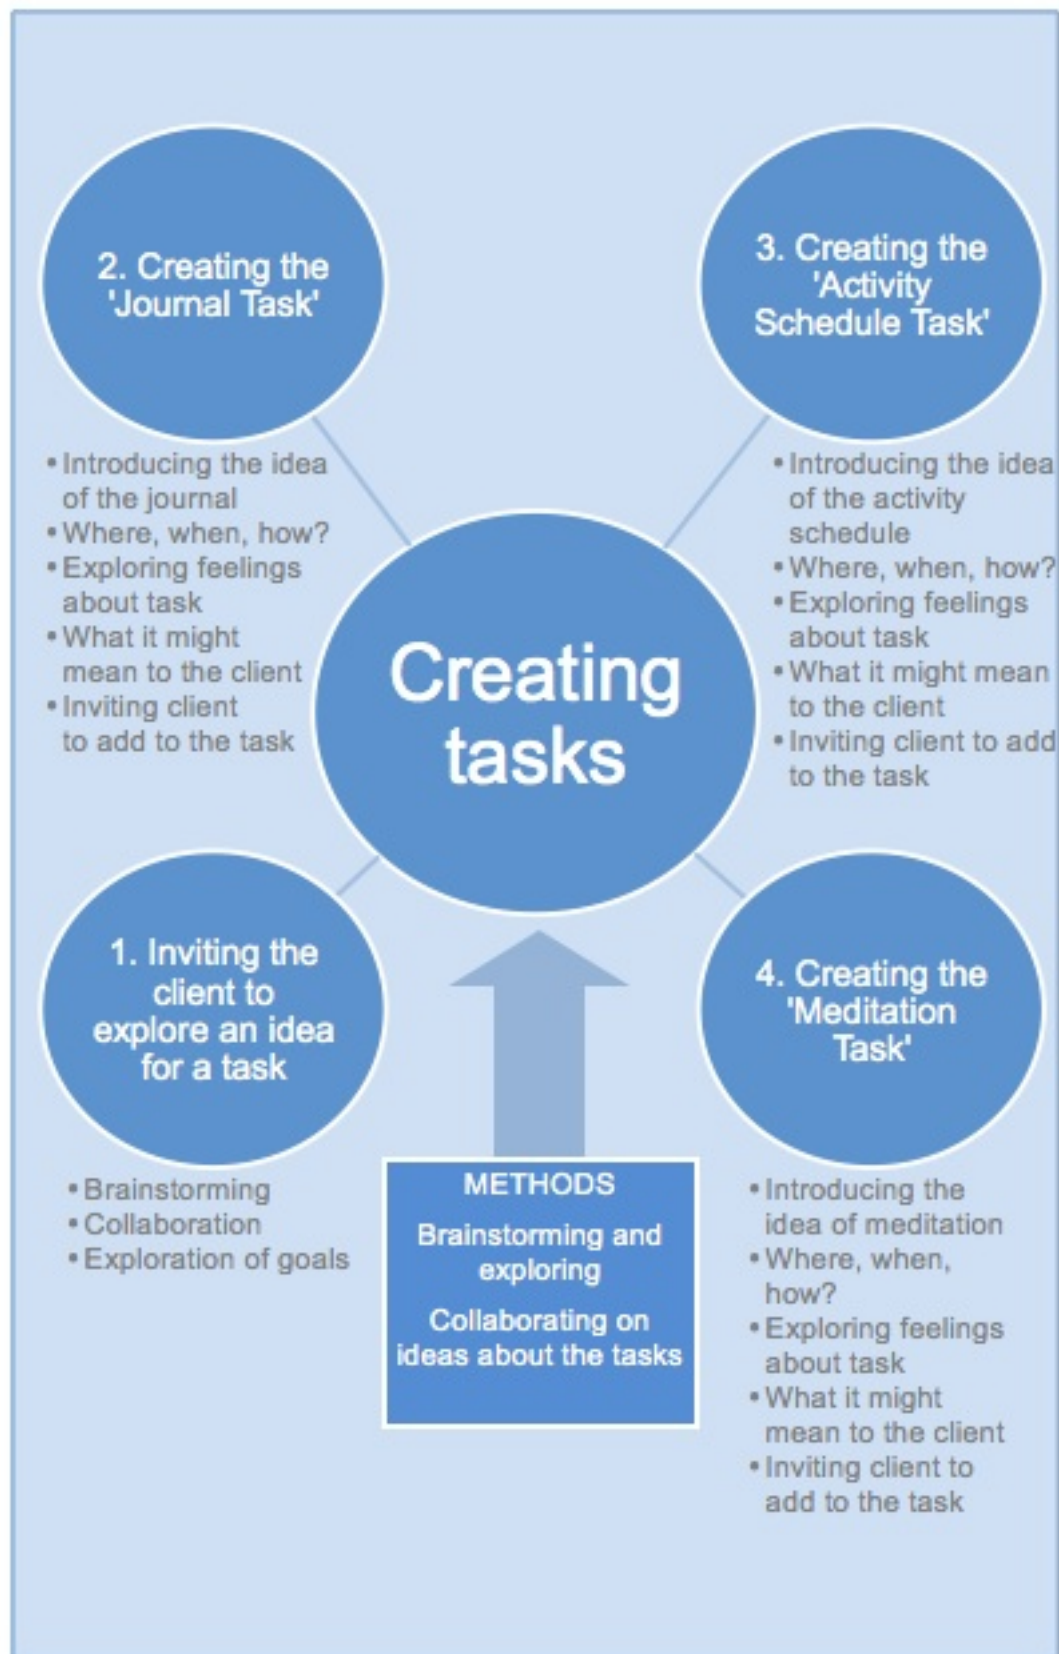 2. Creating the
'Journal Task'
• Introducing the idea
of the journal
• Where, when, how?
• Exploring feelings
about task
• What it might
mean to the client
• Inviting client
to add to the task
3. Creating the
'Activity
Schedule Task'
• Introducing the idea
of the activity
schedule
• Where, when, how?
• Exploring feelings
about task
• What it might mean
to the client
• Inviting client to add
to the task
Creating
tasks
1. Inviting the
client to
explore an idea
for a task
• Brainstorming
• Collaboration
• Exploration of goals
METHODS
Brainstorming and
exploring
Collaborating on
ideas about the tasks
4. Creating the
'Meditation
Task'
• Introducing the
idea of meditation
• Where, when,
how?
• Exploring feelings
about task
• What it might
mean to the client
• Inviting client to
add to the task